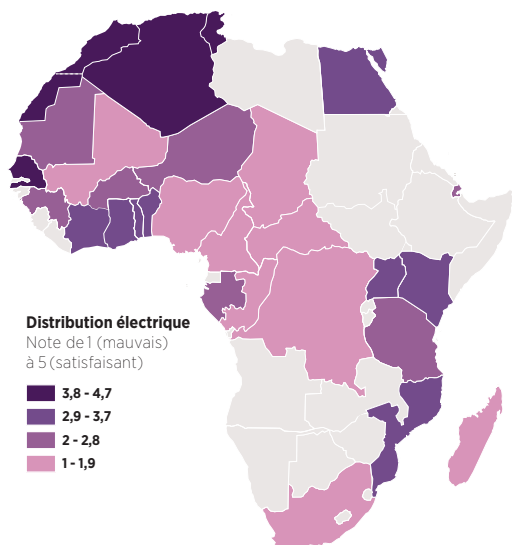 Distribution électrique
Note de 1 (mauvais)
à 5 (satisfaisant)
3,8 - 4,7
2,9 - 3,7
2 - 2,8
1 - 1,9